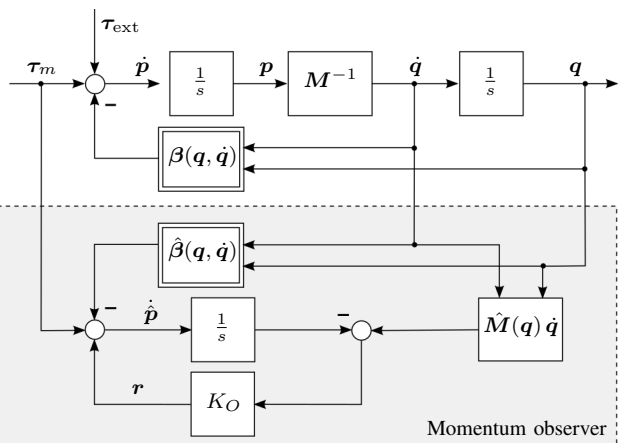 τ_ext
τ_m ṗ 1/s p M⁻¹ q̇ 1/s q
−
β(q, q̇)
β̂(q, q̇)
−
p̂̇ 1/s − M̂(q) q̇
r K_O
Momentum observer